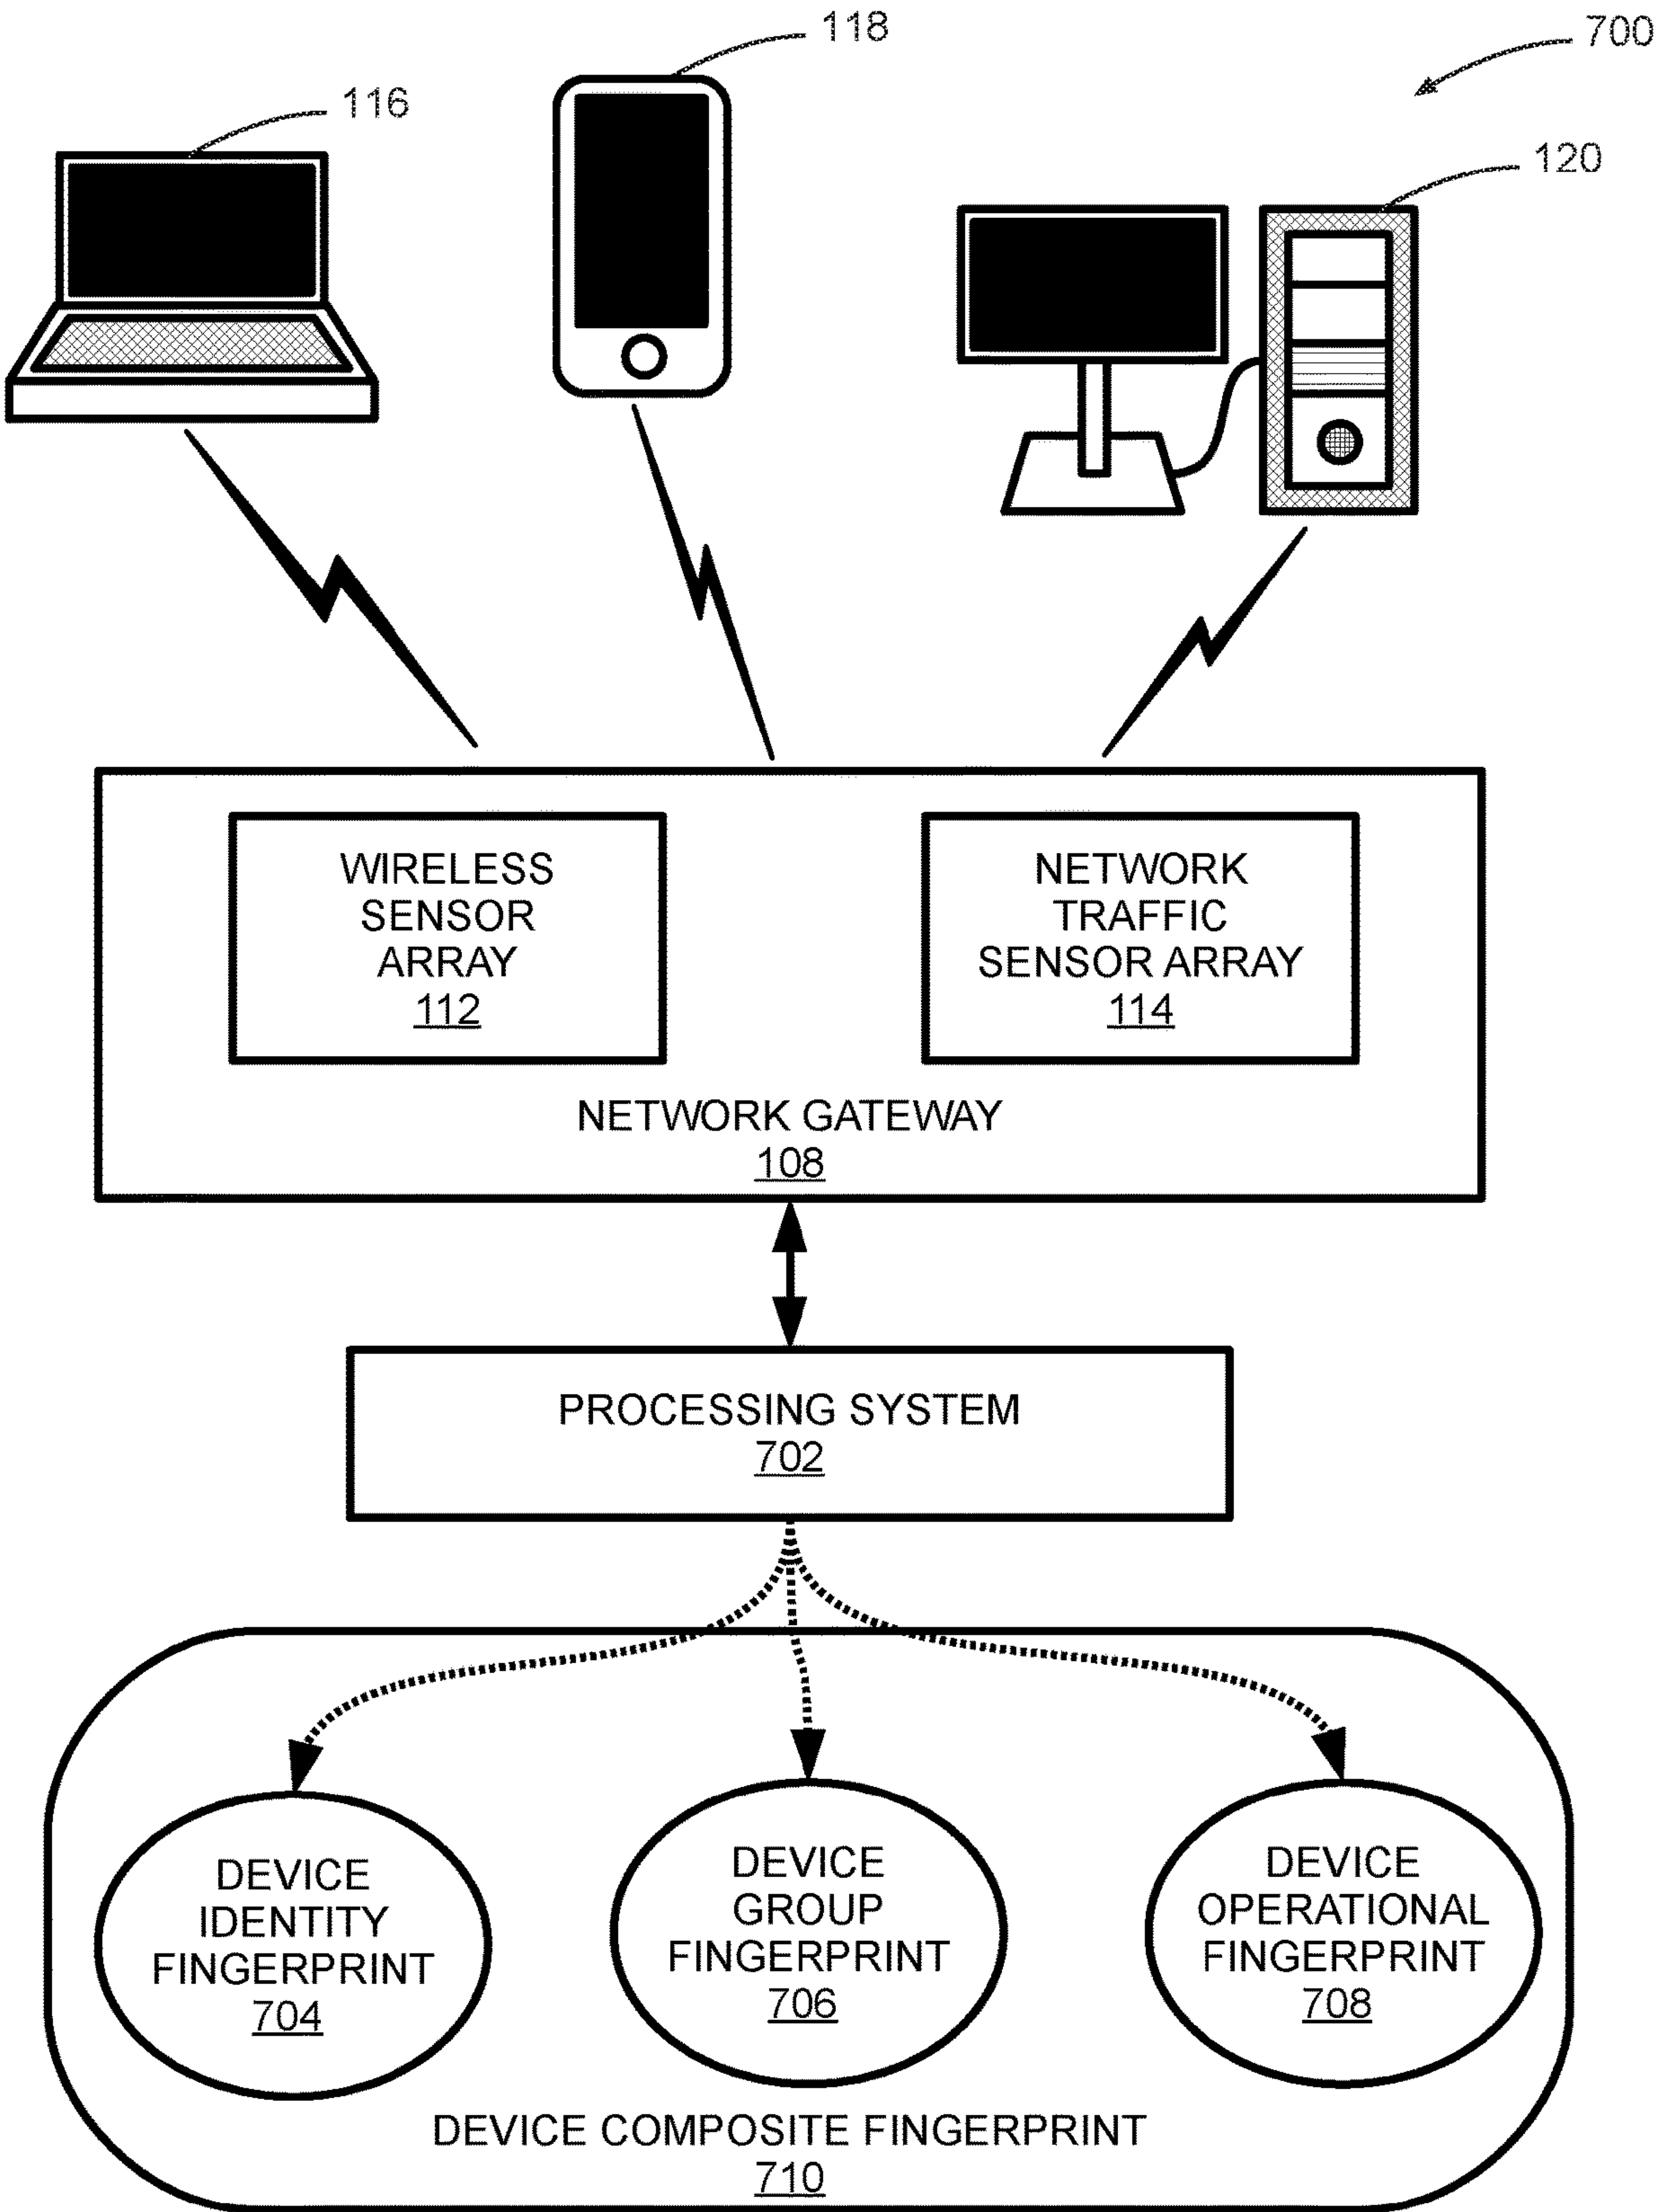 118
700
116
120
WIRELESS
SENSOR
ARRAY
112
NETWORK
TRAFFIC
SENSOR ARRAY
114
NETWORK GATEWAY
108
PROCESSING SYSTEM
702
DEVICE
IDENTITY
FINGERPRINT
704
DEVICE
GROUP
FINGERPRINT
706
DEVICE
OPERATIONAL
FINGERPRINT
708
DEVICE COMPOSITE FINGERPRINT
710